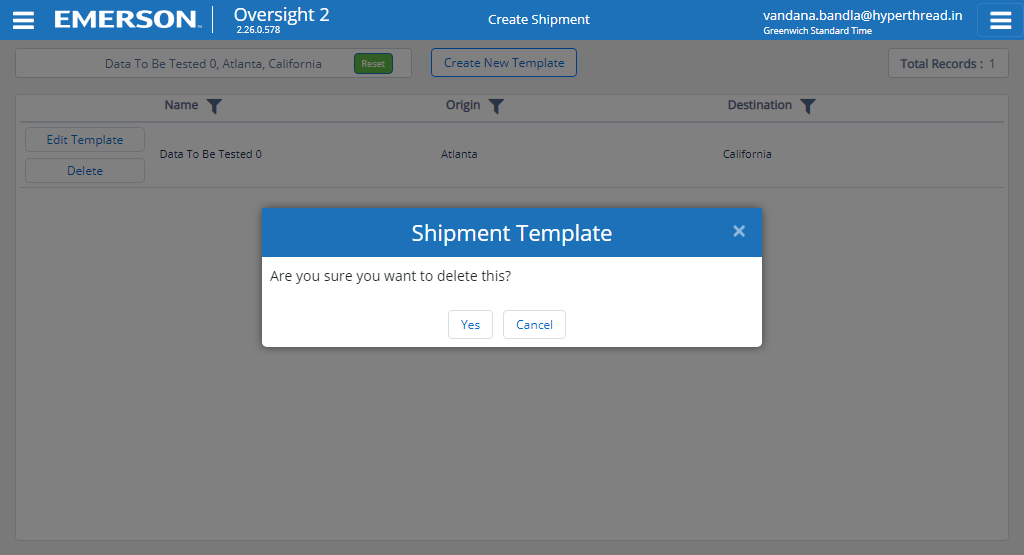 EMERSON™
Oversight 2
2.26.0.578
Create Shipment
vandana.bandla@hyperthread.in
Greenwich Standard Time
Data To Be Tested 0, Atlanta, California
Reset
Create New Template
Total Records : 1
Name
Origin
Destination
Edit Template
Delete
Data To Be Tested 0
Atlanta
California
Shipment Template
×
Are you sure you want to delete this?
Yes
Cancel